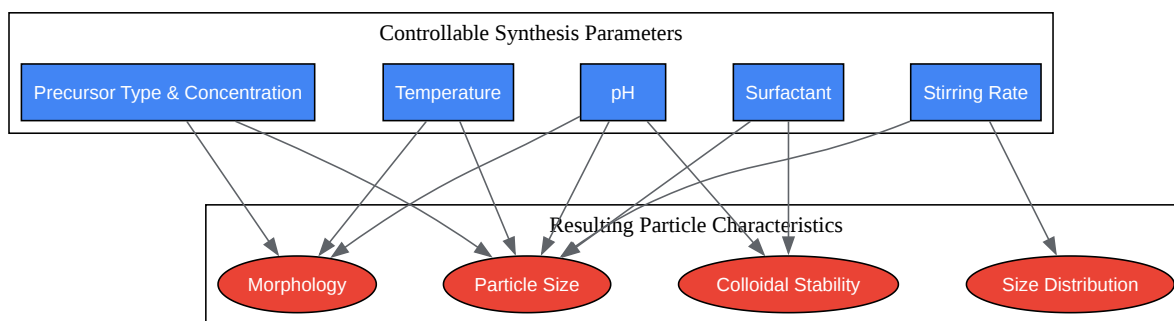 Controllable Synthesis Parameters
Precursor Type & Concentration
Temperature
pH
Surfactant
Stirring Rate
Resulting Particle Characteristics
Morphology
Particle Size
Colloidal Stability
Size Distribution